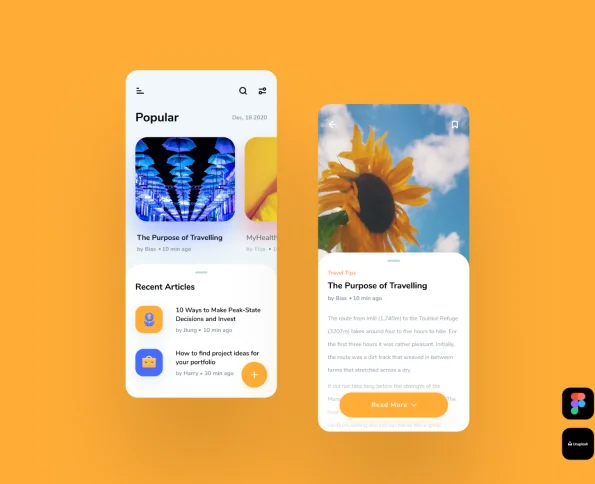 Popular
Dec, 10 2020
The Purpose of Travelling
by Bias • 10 min ago
MyHealth
Recent Articles
10 Ways to Make Peak-State
Decisions and Invest
by Jiung • 10 min ago
How to find project ideas for
your portfolio
by Harry • 30 min ago
Travel Tips
The Purpose of Travelling
by Bias • 10 min ago
The route from Imlil (1,740m) to the Toubkal Refuge
(3207m) taken around four to five hours to hike. For
the first three hours it was rather pleasant. Initially,
the route was a dirt track that weaved in between
farms that stretched across a dry.
It did not take long before the strength of the
The
Read More
Unsplash